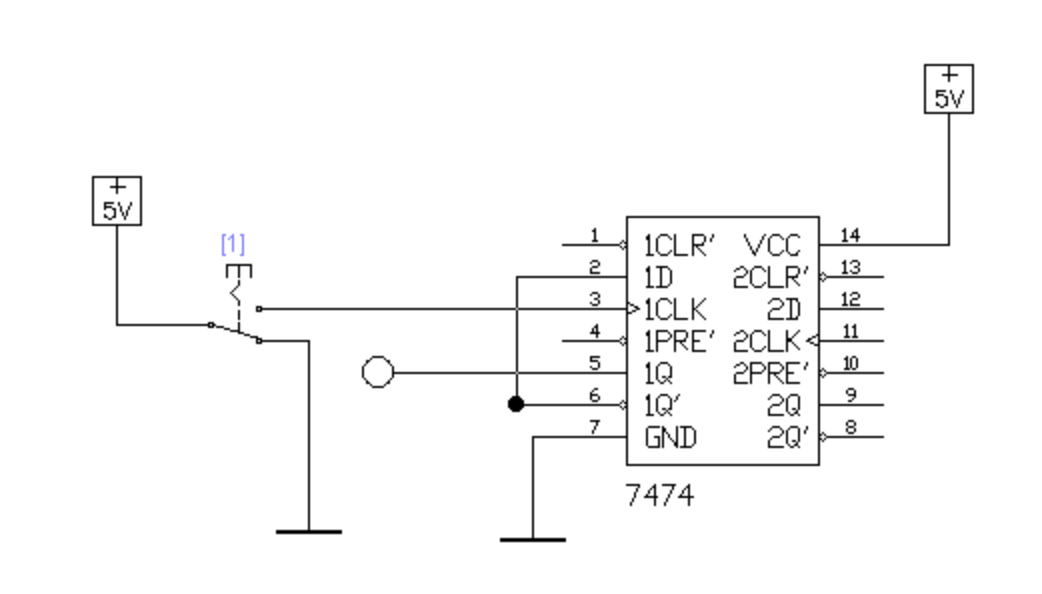 +
5V
+
5V
[1]
1 1CLR' VCC 14
2 1D 2CLR' 13
3 1CLK 2D 12
4 1PRE' 2CLK 11
5 1Q 2PRE' 10
6 1Q' 2Q 9
7 GND 2Q' 8
7474